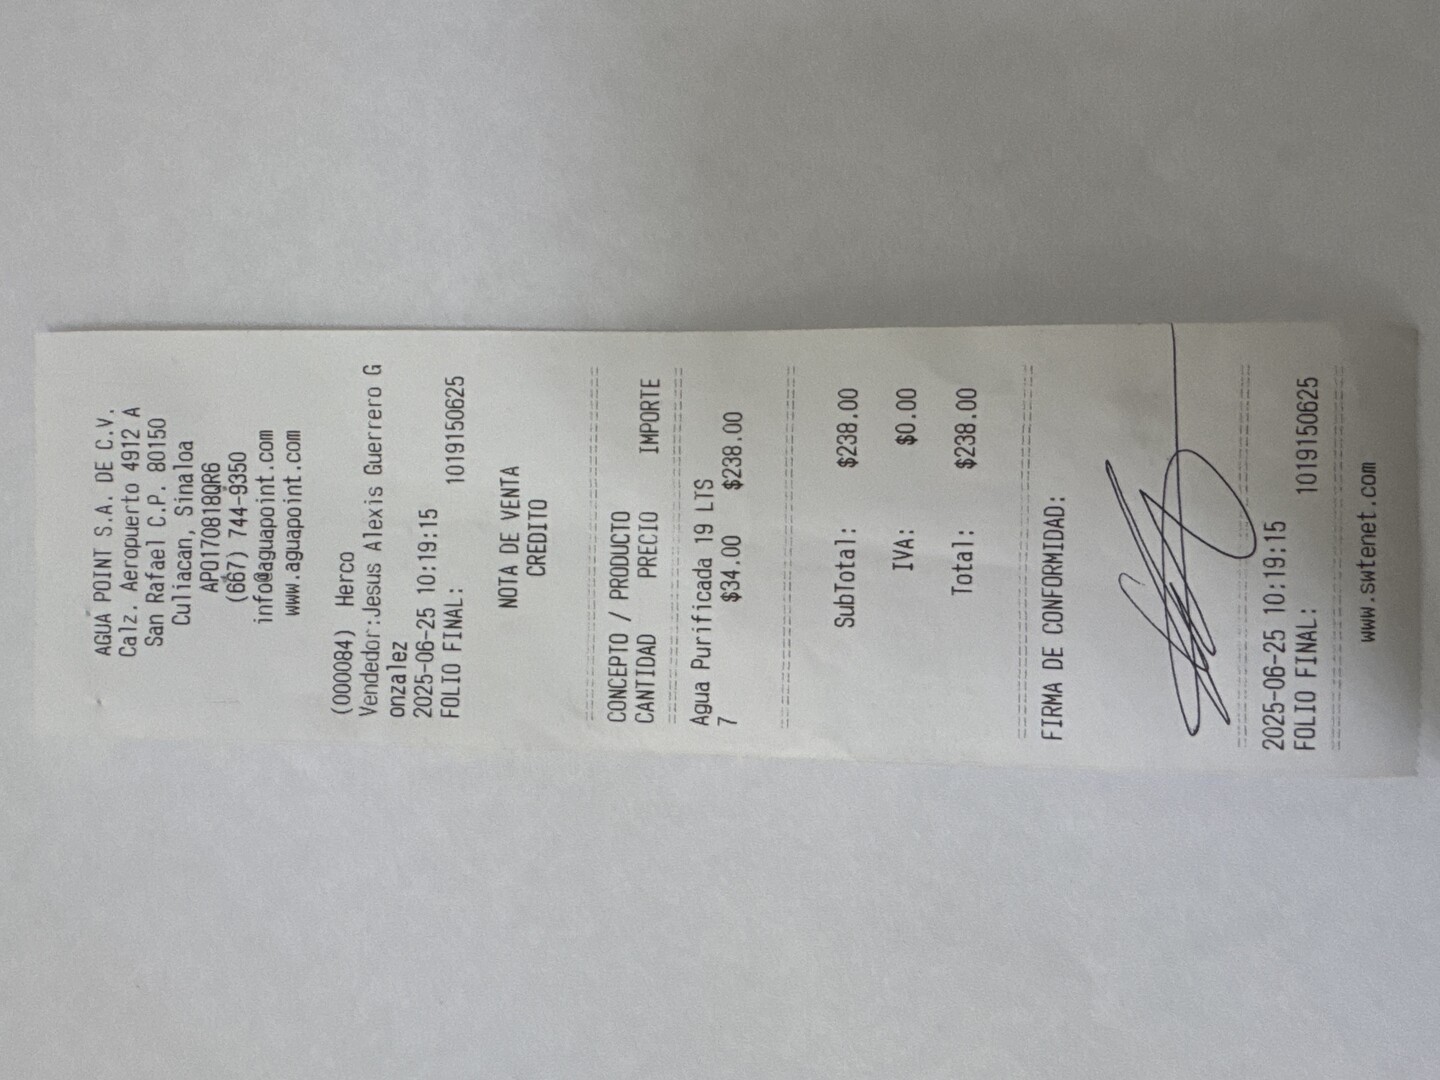 AGUA POINT S.A. DE C.V.
Calz. Aeropuerto 4912 A
San Rafael C.P. 80150
Culiacan, Sinaloa
APO170818QR6
(667) 744-9350
info@aguapoint.com
www.aguapoint.com
(000084) Herco
Vendedor:Jesus Alexis Guerrero G
onzalez
2025-06-25 10:19:15
FOLIO FINAL: 1019150625
NOTA DE VENTA
CREDITO
CONCEPTO / PRODUCTO
CANTIDAD PRECIO IMPORTE
Agua Purificada 19 LTS
7 $34.00 $238.00
SubTotal: $238.00
IVA: $0.00
Total: $238.00
FIRMA DE CONFORMIDAD:
2025-06-25 10:19:15
FOLIO FINAL: 1019150625
www.swtenet.com